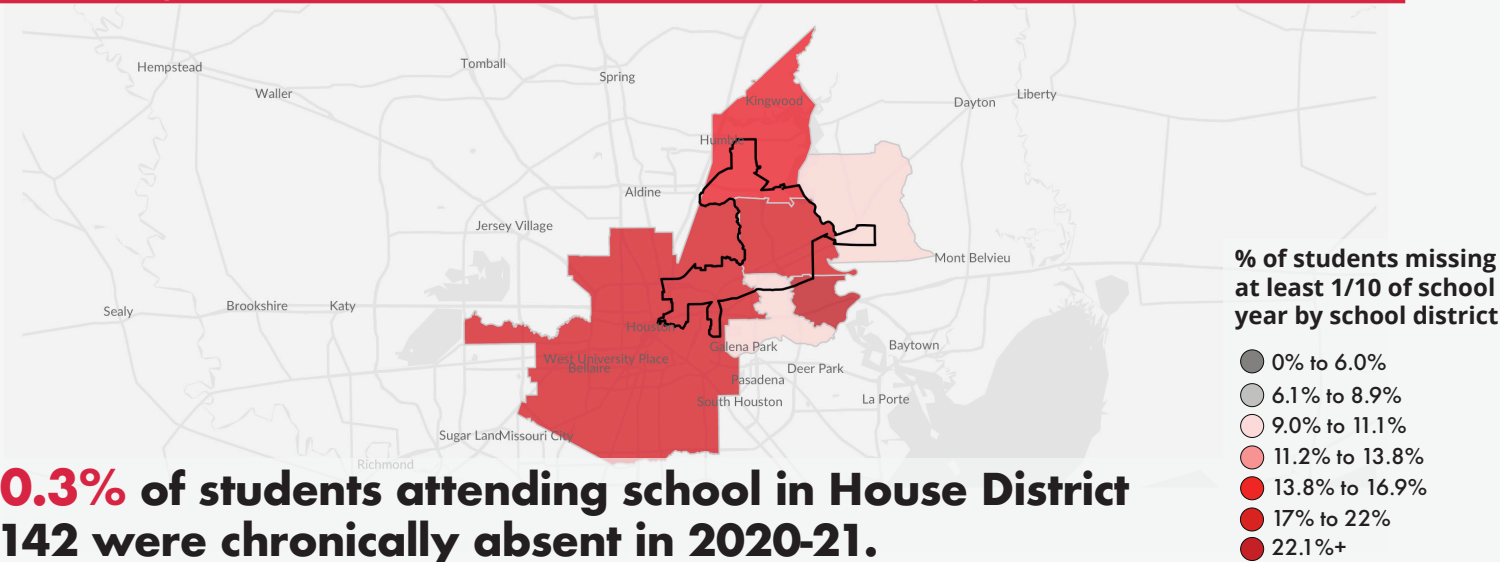 Hempstead
Tomball
Spring
Waller
Kingwood
Dayton
Liberty
Humble
Aldine
Jersey Village
Mont Belvieu
Sealy
Brookshire
Katy
Houston
Galena Park
Baytown
West University Place
Bellaire
Deer Park
Pasadena
South Houston
La Porte
Sugar Land
Missouri City
Richmond
% of students missing
at least 1/10 of school
year by school district
0% to 6.0%
6.1% to 8.9%
9.0% to 11.1%
11.2% to 13.8%
13.8% to 16.9%
17% to 22%
22.1%+
0.3% of students attending school in House District
142 were chronically absent in 2020-21.